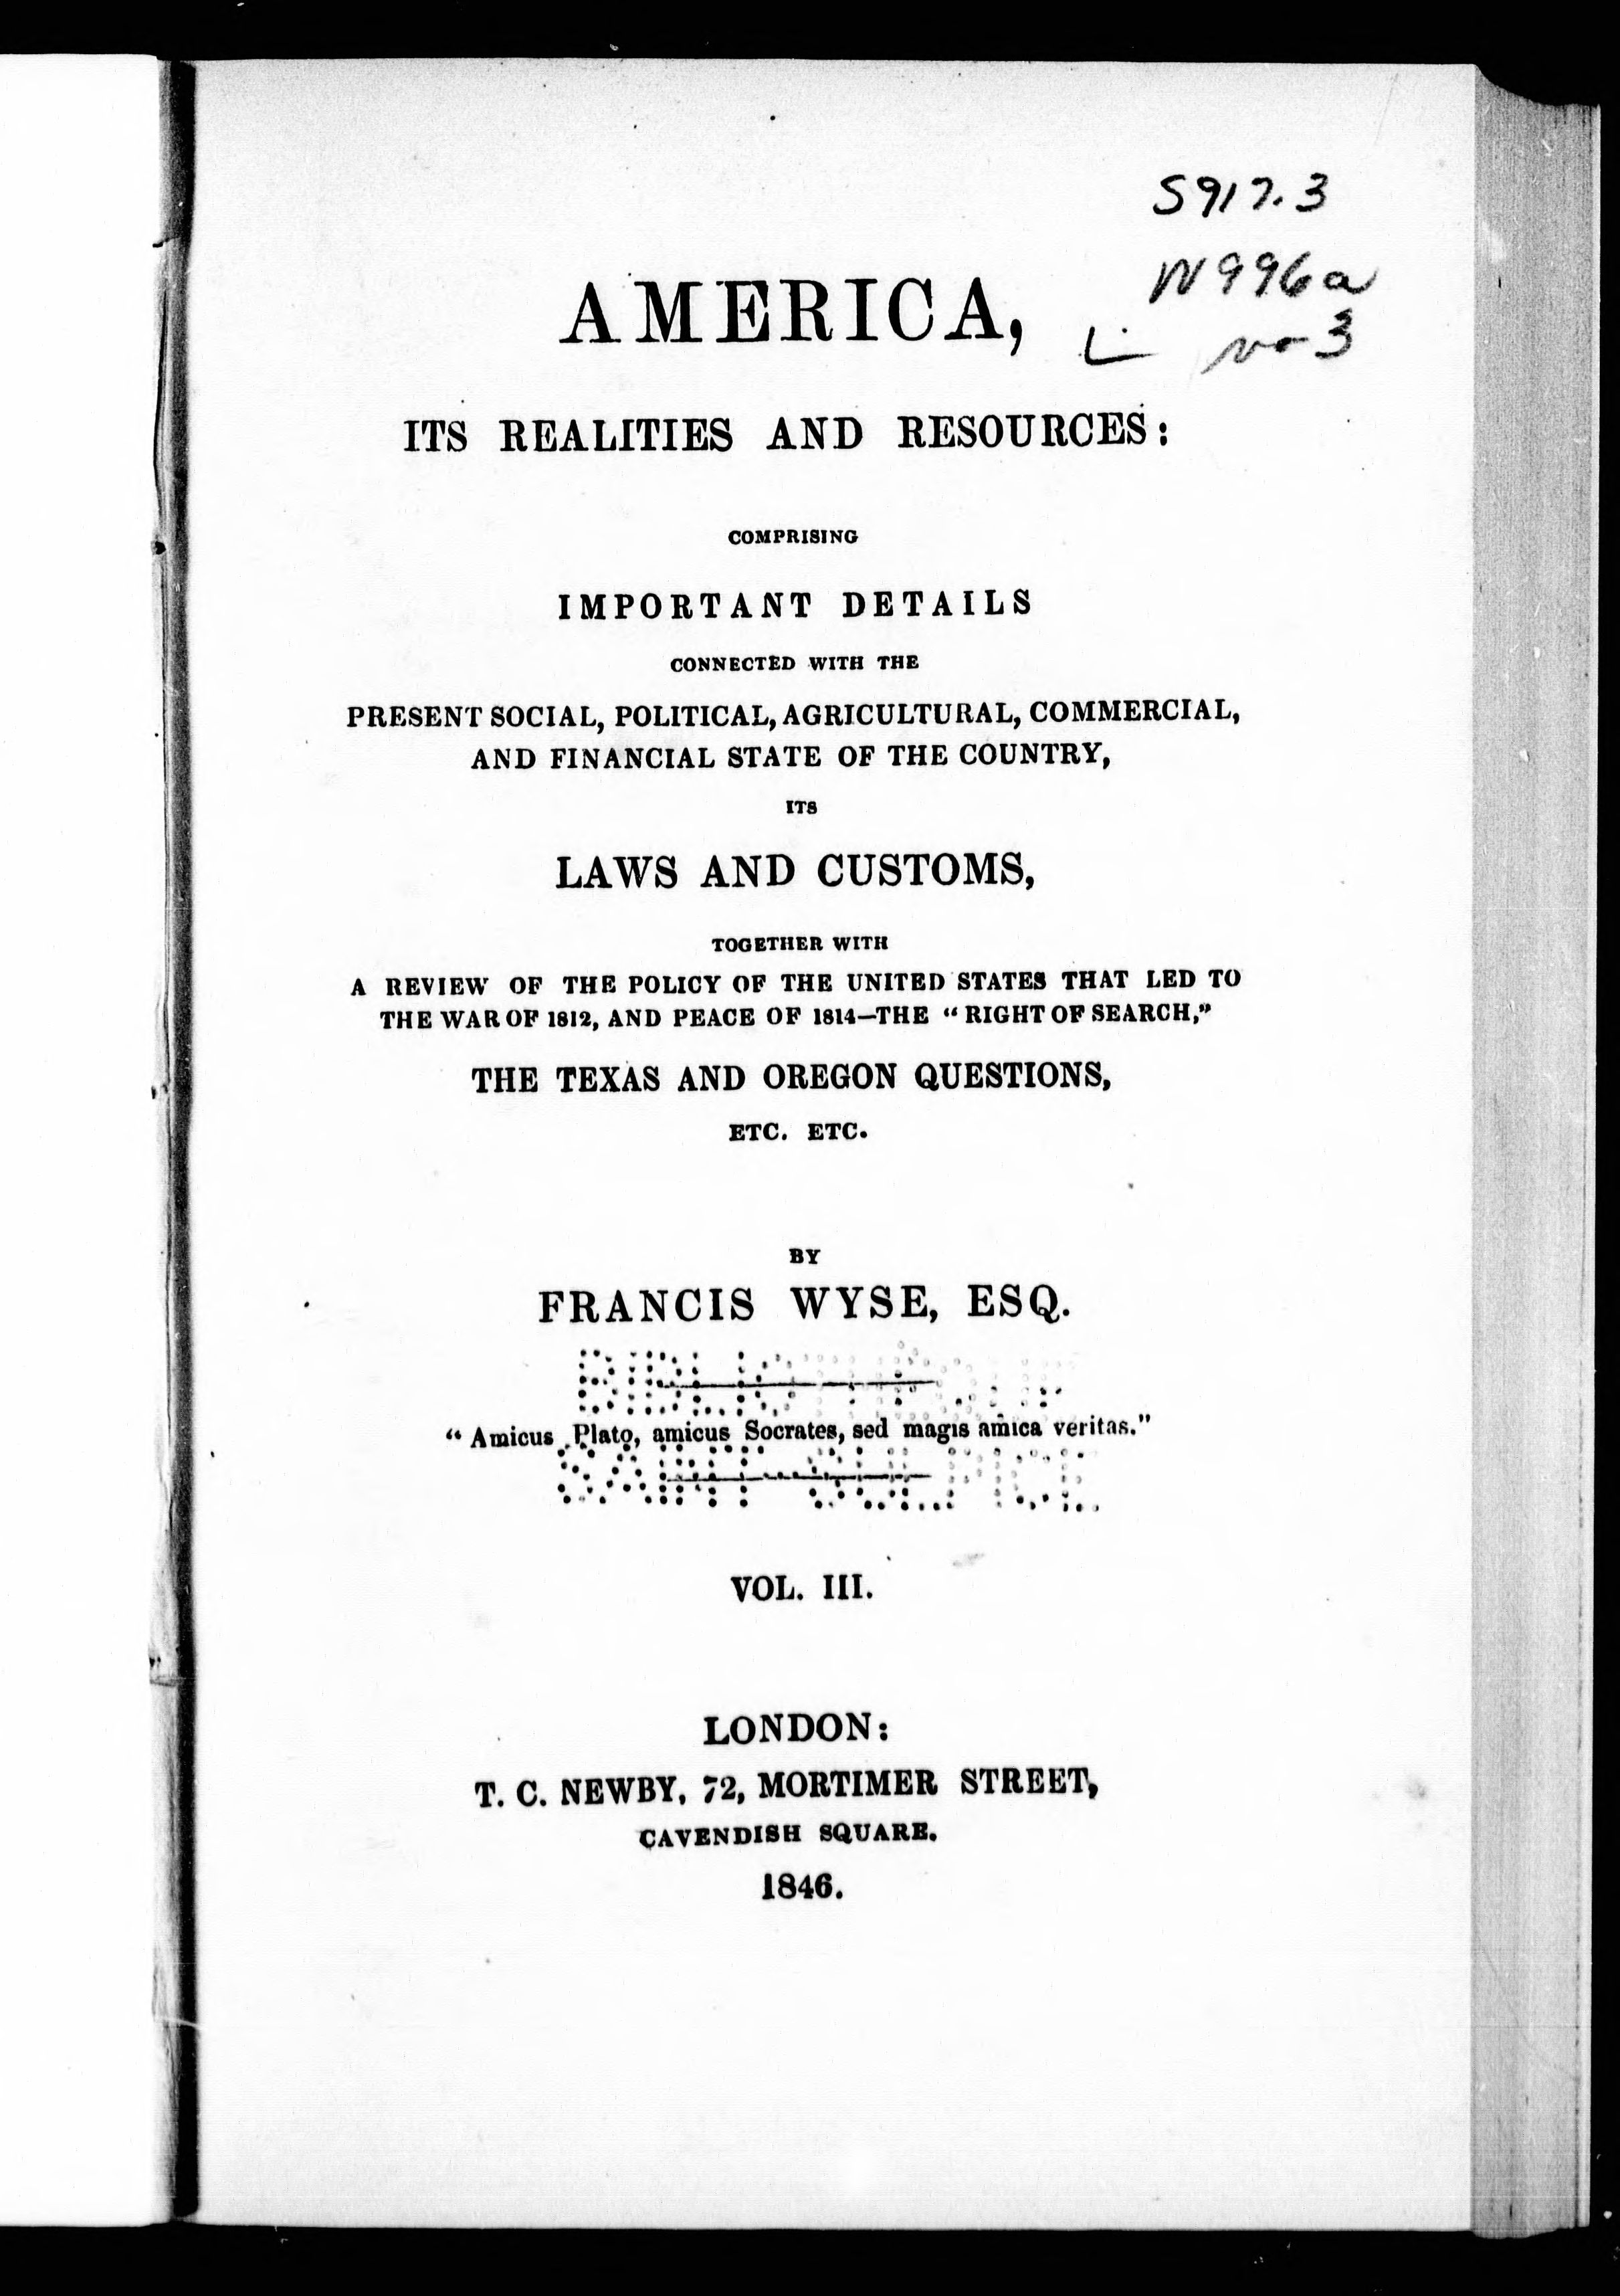 S917.3
W996a
v. 3
AMERICA,
ITS REALITIES AND RESOURCES:
COMPRISING
IMPORTANT DETAILS
CONNECTED WITH THE
PRESENT SOCIAL, POLITICAL, AGRICULTURAL, COMMERCIAL,
AND FINANCIAL STATE OF THE COUNTRY,
ITS
LAWS AND CUSTOMS,
TOGETHER WITH
A REVIEW OF THE POLICY OF THE UNITED STATES THAT LED TO
THE WAR OF 1812, AND PEACE OF 1814—THE “RIGHT OF SEARCH,”
THE TEXAS AND OREGON QUESTIONS,
ETC. ETC.
BY
FRANCIS WYSE, ESQ.
“Amicus Plato, amicus Socrates, sed magis amica veritas.”
VOL. III.
LONDON:
T. C. NEWBY, 72, MORTIMER STREET,
CAVENDISH SQUARE.
1846.